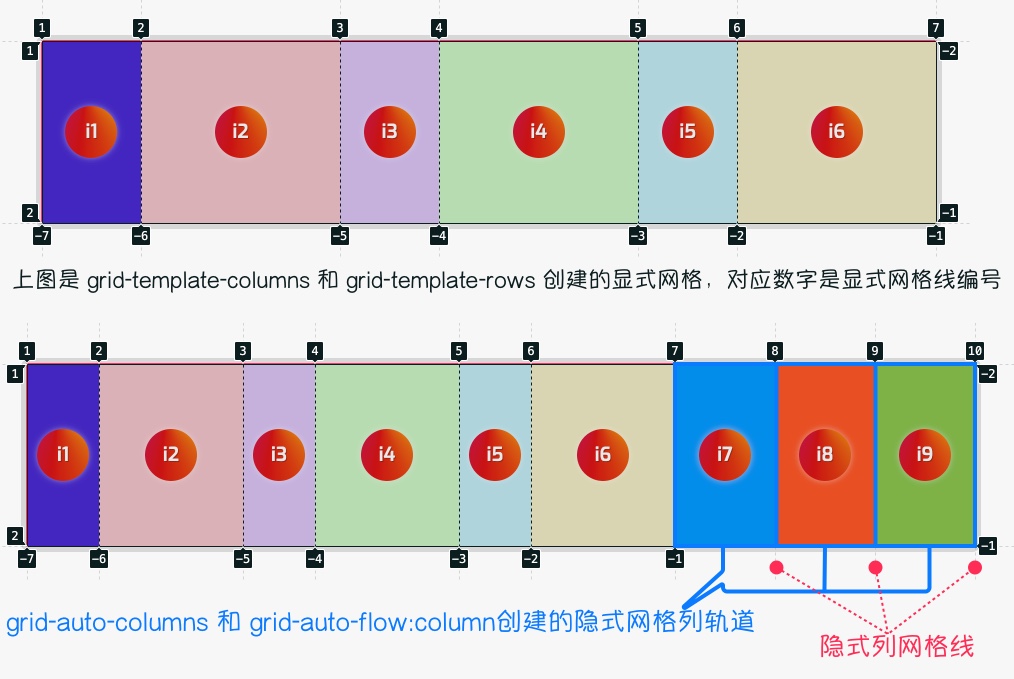 1 2 3 4 5 6 7
1 -2
i1 i2 i3 i4 i5 i6
2 -1
-7 -6 -5 -4 -3 -2 -1
上图是 grid-template-columns 和 grid-template-rows 创建的显式网格，对应数字是显式网格线编号
1 2 3 4 5 6 7 8 9 10
1 -2
i1 i2 i3 i4 i5 i6 i7 i8 i9
2 -1
-7 -6 -5 -4 -3 -2 -1
grid-auto-columns 和 grid-auto-flow:column创建的隐式网格列轨道
隐式列网格线